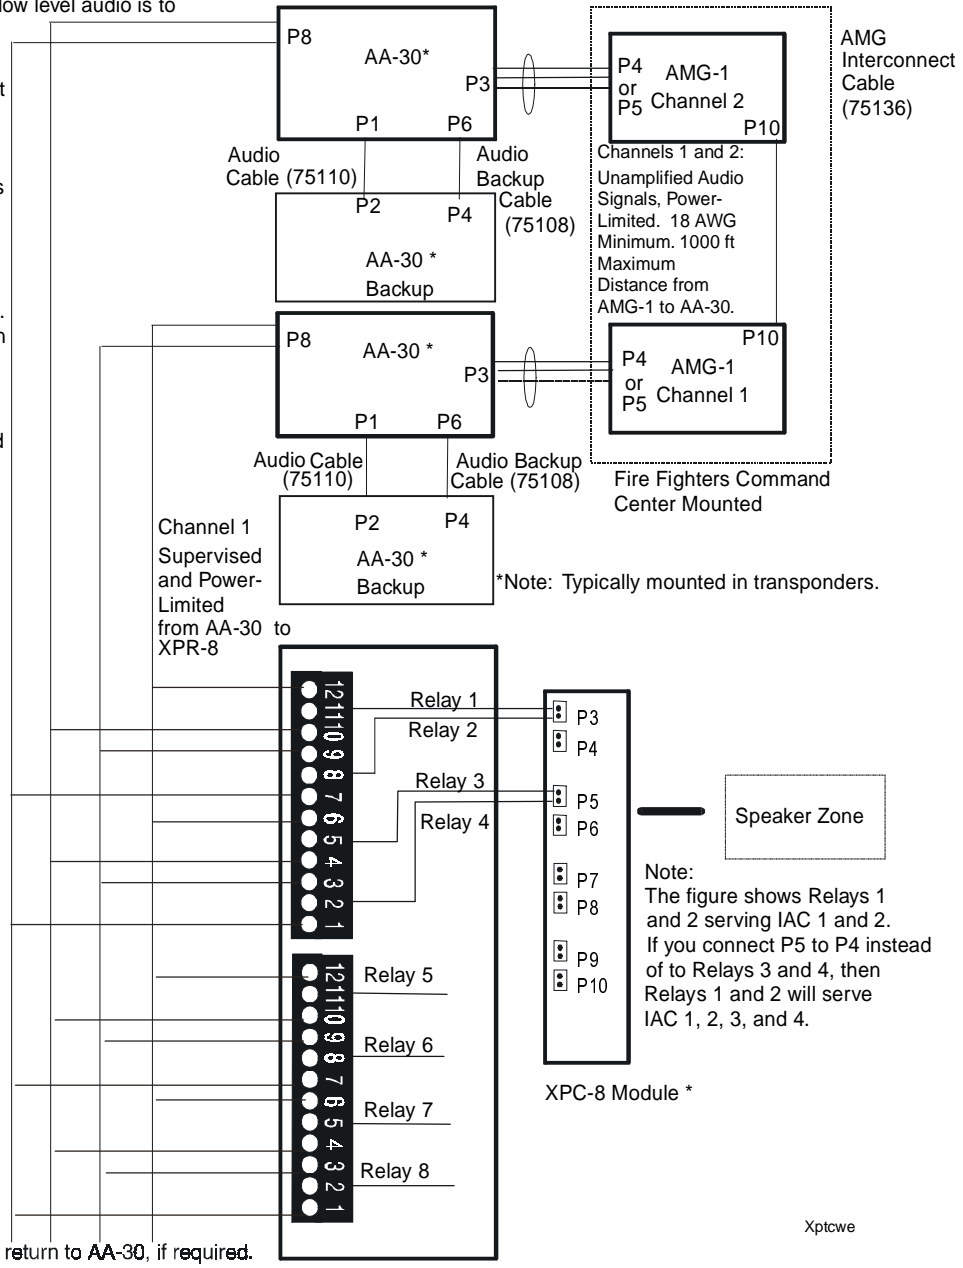 low level audio is to
P8
AA-30*
P3
P1
P6
P4
or
P5
AMG-1
Channel 2
P10
AMG
Interconnect
Cable
(75136)
Audio
Cable (75110)
Audio
Backup
Cable
(75108)
P2
P4
AA-30 *
Backup
Channels 1 and 2:
Unamplified Audio
Signals, Power-
Limited. 18 AWG
Minimum. 1000 ft
Maximum
Distance from
AMG-1 to AA-30.
P8
AA-30 *
P3
P1
P6
P10
P4
or
P5
AMG-1
Channel 1
Audio Cable
(75110)
Audio Backup
Cable (75108)
Fire Fighters Command
Center Mounted
P2
P4
AA-30 *
Backup
Channel 1
Supervised
and Power-
Limited
from AA-30 to
XPR-8
*Note: Typically mounted in transponders.
12
11
10
9
8
7
6
5
4
3
2
1
Relay 1
Relay 2
Relay 3
Relay 4
P3
P4
P5
P6
P7
P8
P9
P10
Speaker Zone
Note:
The figure shows Relays 1
and 2 serving IAC 1 and 2.
If you connect P5 to P4 instead
of to Relays 3 and 4, then
Relays 1 and 2 will serve
IAC 1, 2, 3, and 4.
12
11
10
9
8
7
6
5
4
3
2
1
Relay 5
Relay 6
Relay 7
Relay 8
XPC-8 Module *
Xptcwe
return to AA-30, if required.